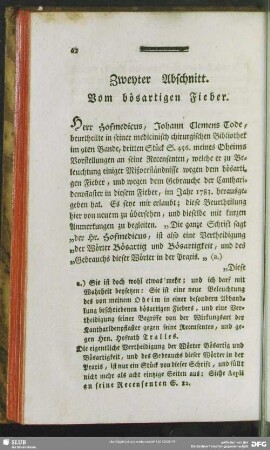 62
Zweyter Abschnitt.
Vom bösartigen Fieber.
Herr Hofmedicus, Johann Clemens Tode,
beurtheilte in seiner medicinisch chirurgischen Bibliothek
im 9ten Bande, dritten Stück S. 456. meines Oheims
Vorstellungen an seine Recensenten, welche er zu Be-
leuchtung einiger Misverständnisse wegen dem bösarti-
gen Fieber, und wegen dem Gebrauche der Canthari-
denpflaster in diesem Fieber, im Jahr 1783. herausge-
geben hat. Es seye mir erlaubt; diese Beurtheilung
hier von neuem zu übersehen, und dieselbe mit kurzen
Anmerkungen zu begleiten. „Die ganze Schrift sagt
„der Hr. Hofmedicus, ist also eine Vertheidigung
„der Wörter Bösartig und Bösartigkeit, und des
„Gebrauchs dieser Wörter in der Praxis. „ (a.)
„Diese
a.) Sie ist doch wohl etwas mehr; und ich darf mit
Wahrheit beysetzen: Sie ist eine neue Beleuchtung
des von meinem Oheim in einer besondern Abhand-
lung beschriebenen bösartigen Fiebers, und eine Ver-
theidigung seiner Begriffe von der Wirkungsart der
Kantharidenpflaster gegen seine Recensenten, und ge-
gen Hrn. Hofrath Tralles.
Die eigentliche Vertheidigung der Wörter Bösartig und
Bösartigkeit, und des Gebrauchs dieser Wörter in der
Praxis, ist nur ein Stück von dieser Schrift, und füllt
nicht mehr als acht einzige Seiten aus:
an seine Recensenten S. 22.
SLUB
DFG